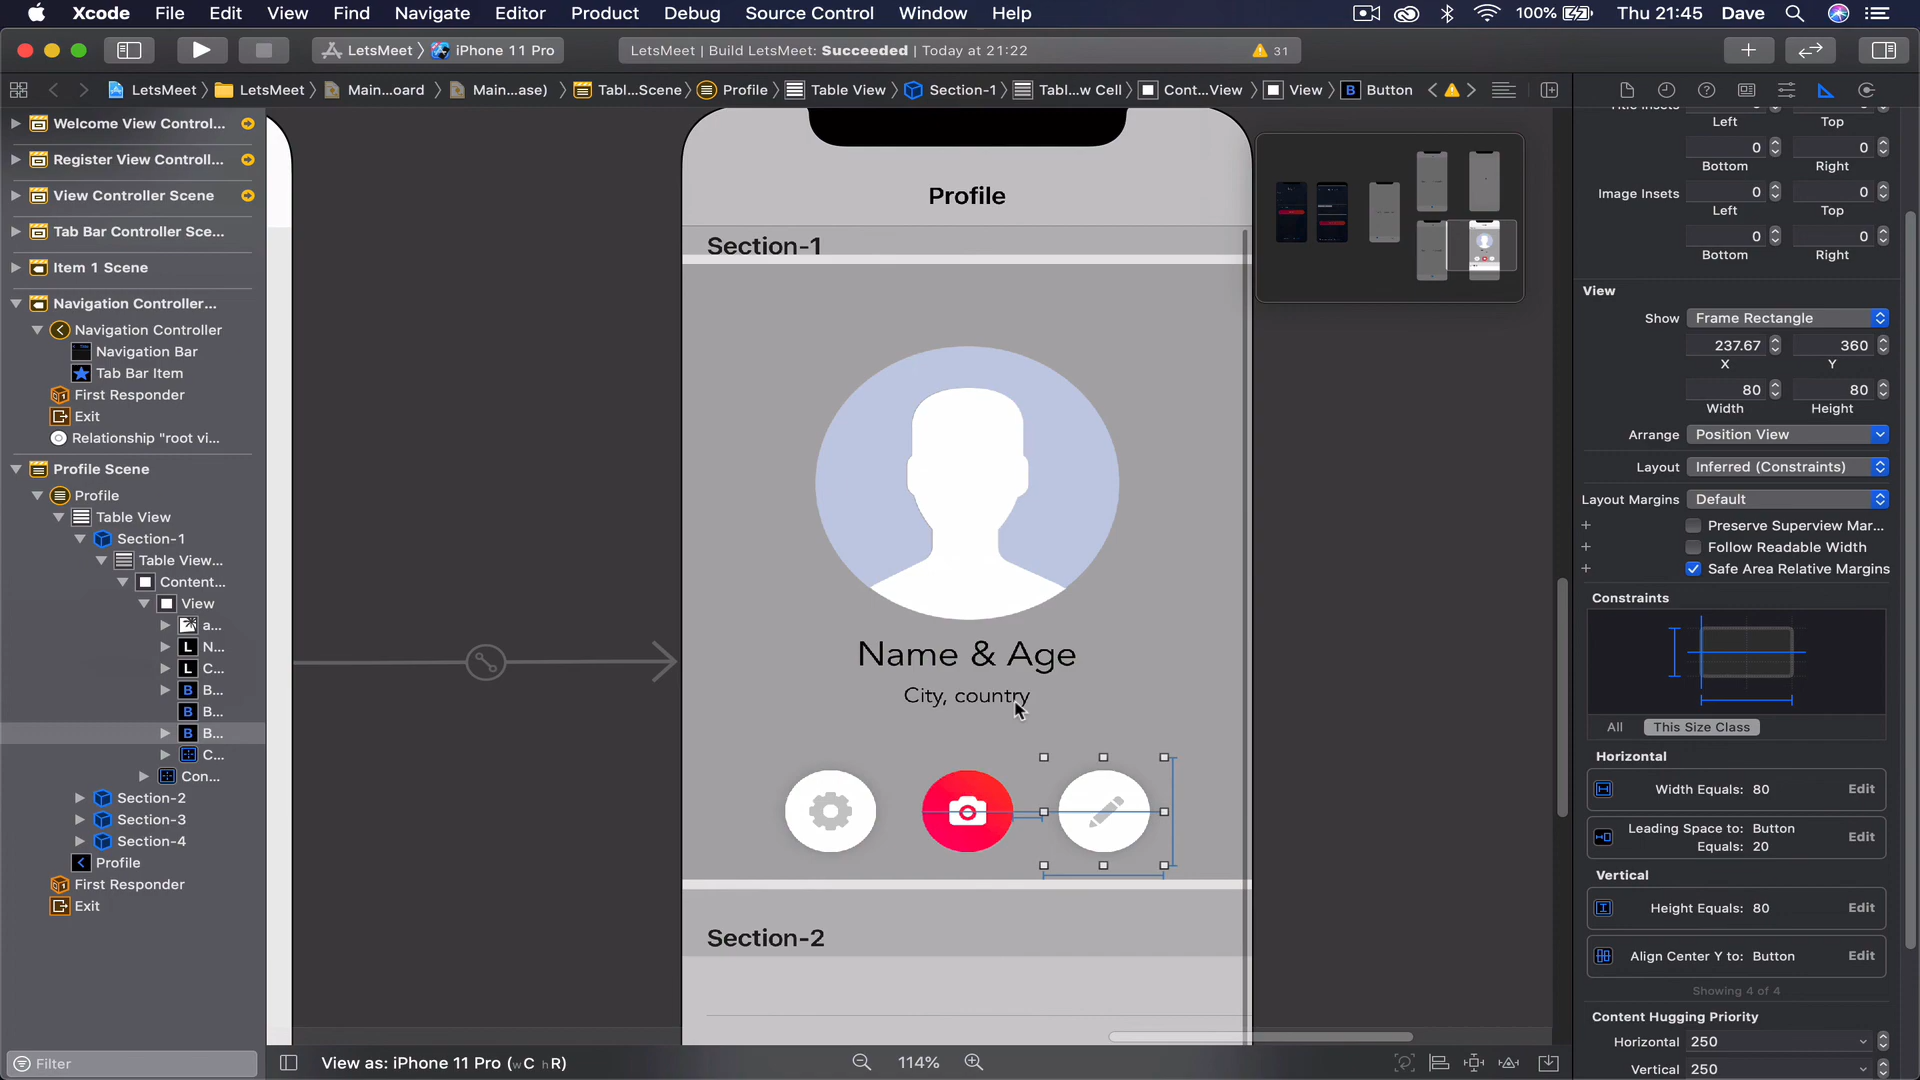 Xcode File Edit View Find Navigate Editor Product Debug Source Control Window Help 100% Thu 21:45 Dave
LetsMeet iPhone 11 Pro LetsMeet | Build LetsMeet: Succeeded | Today at 21:22 31
LetsMeet LetsMeet Main...oard Main...ase) Tabl...Scene Profile Table View Section-1 Tabl...w Cell Cont...View View B Button
Welcome View Control...
Register View Controll...
View Controller Scene
Tab Bar Controller Sce...
Item 1 Scene
Navigation Controller...
Navigation Controller
Navigation Bar
Tab Bar Item
First Responder
Exit
Relationship "root vi...
Profile Scene
Profile
Table View
Section-1
Table View...
Content...
View
a...
L N...
L C...
B B...
B B...
B B...
C...
Con...
Section-2
Section-3
Section-4
Profile
First Responder
Exit
Filter
Profile
Section-1
Name & Age
City, country
Section-2
View as: iPhone 11 Pro (wC hR)
114%
Left Top
0 0
Bottom Right
Image Insets 0 0
Left Top
0 0
Bottom Right
View
Show Frame Rectangle
237.67 360
X Y
80 80
Width Height
Arrange Position View
Layout Inferred (Constraints)
Layout Margins Default
Preserve Superview Mar...
Follow Readable Width
Safe Area Relative Margins
Constraints
All This Size Class
Horizontal
Width Equals: 80 Edit
Leading Space to: Button
Equals: 20 Edit
Vertical
Height Equals: 80 Edit
Align Center Y to: Button Edit
Showing 4 of 4
Content Hugging Priority
Horizontal 250
Vertical 250